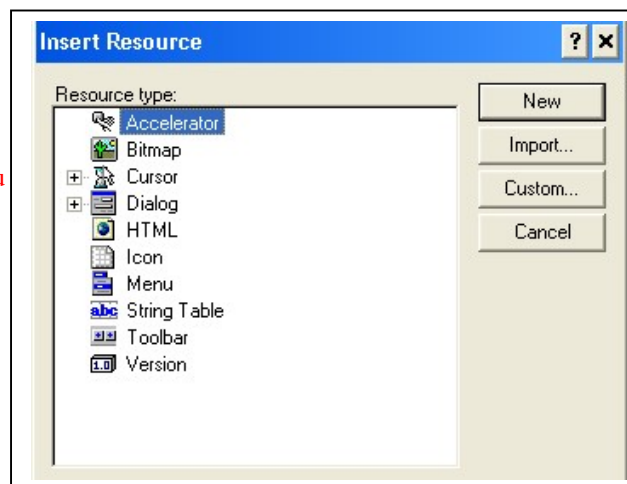 Insert Resource
Resource type:
Accelerator
Bitmap
Cursor
Dialog
HTML
Icon
Menu
abc String Table
Toolbar
1.0 Version
New
Import...
Custom...
Cancel